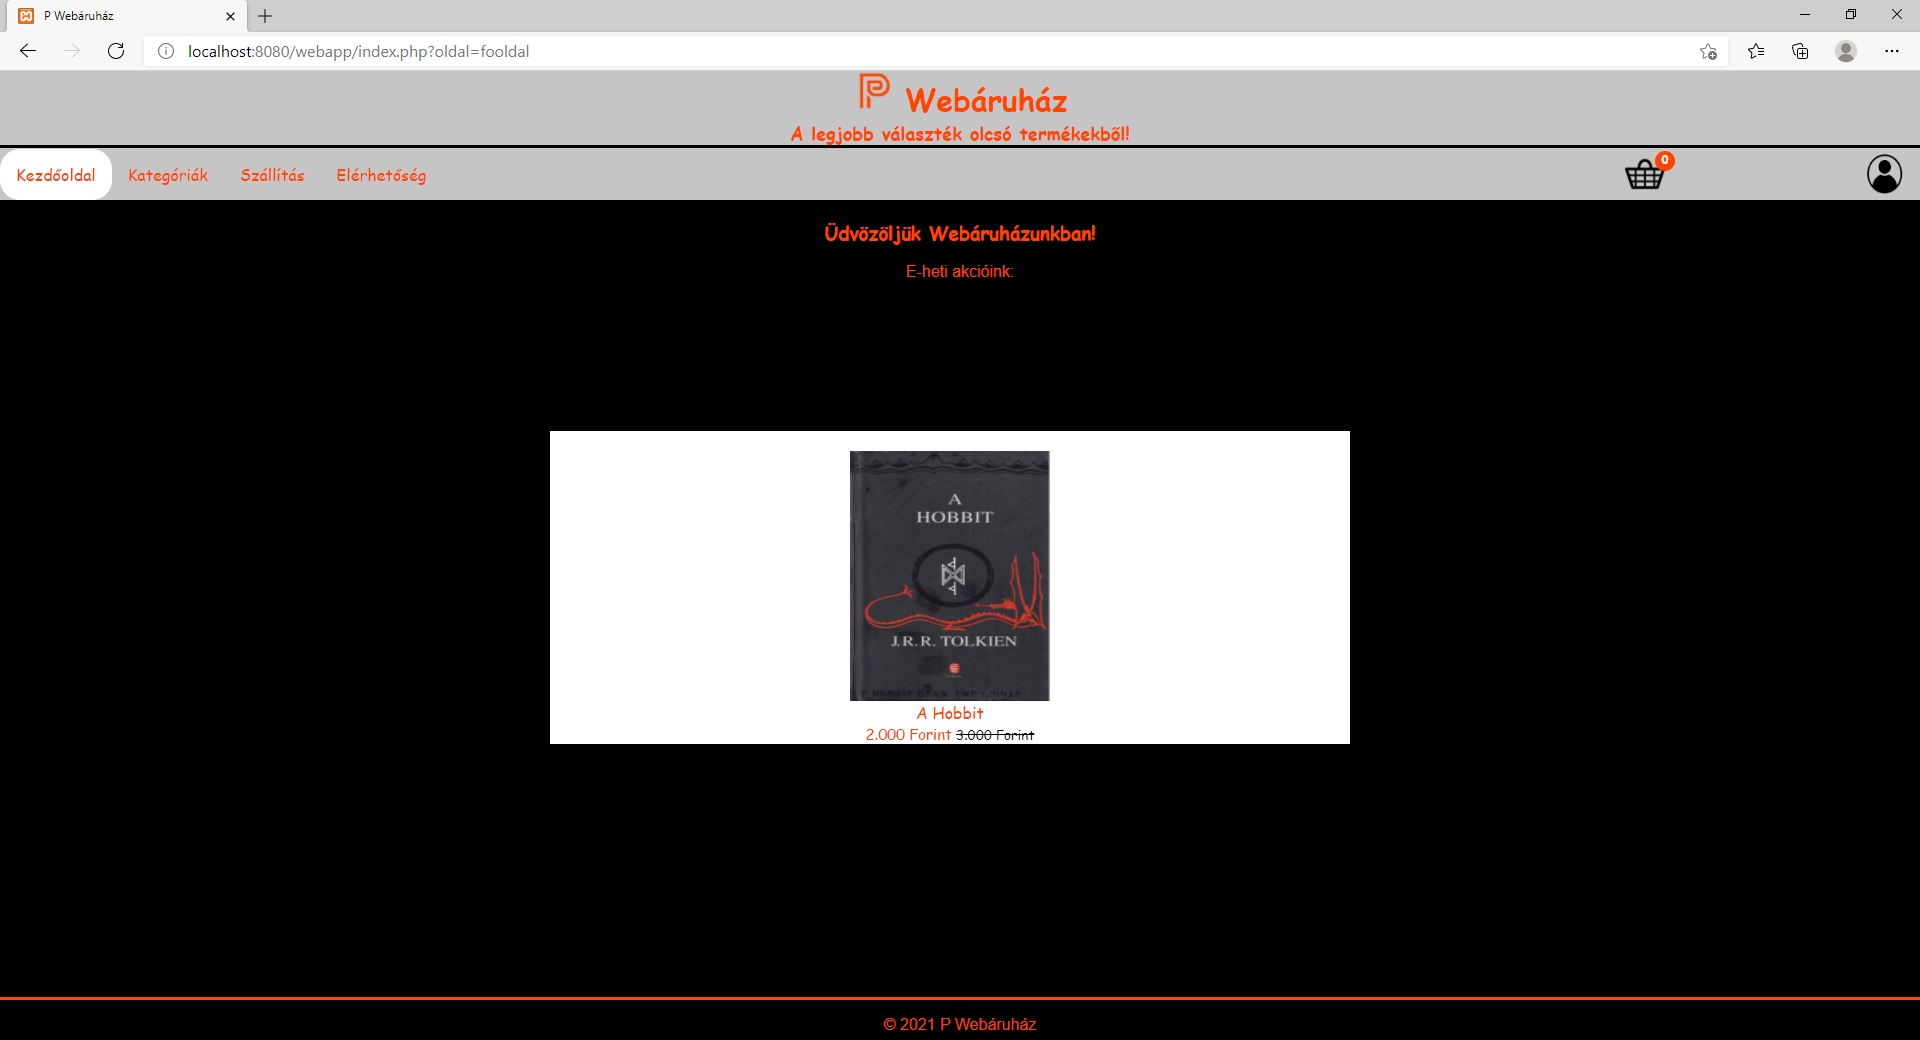 P Webáruház
localhost:8080/webapp/index.php?oldal=fooldal
P Webáruház
A legjobb választék olcsó termékekből!
Kezdőoldal Kategóriák Szállítás Elérhetőség 0
Üdvözöljük Webáruházunkban!
E-heti akcióink:
A
HOBBIT
J.R.R. TOLKIEN
A Hobbit
2.000 Forint 3.000 Forint
© 2021 P Webáruház